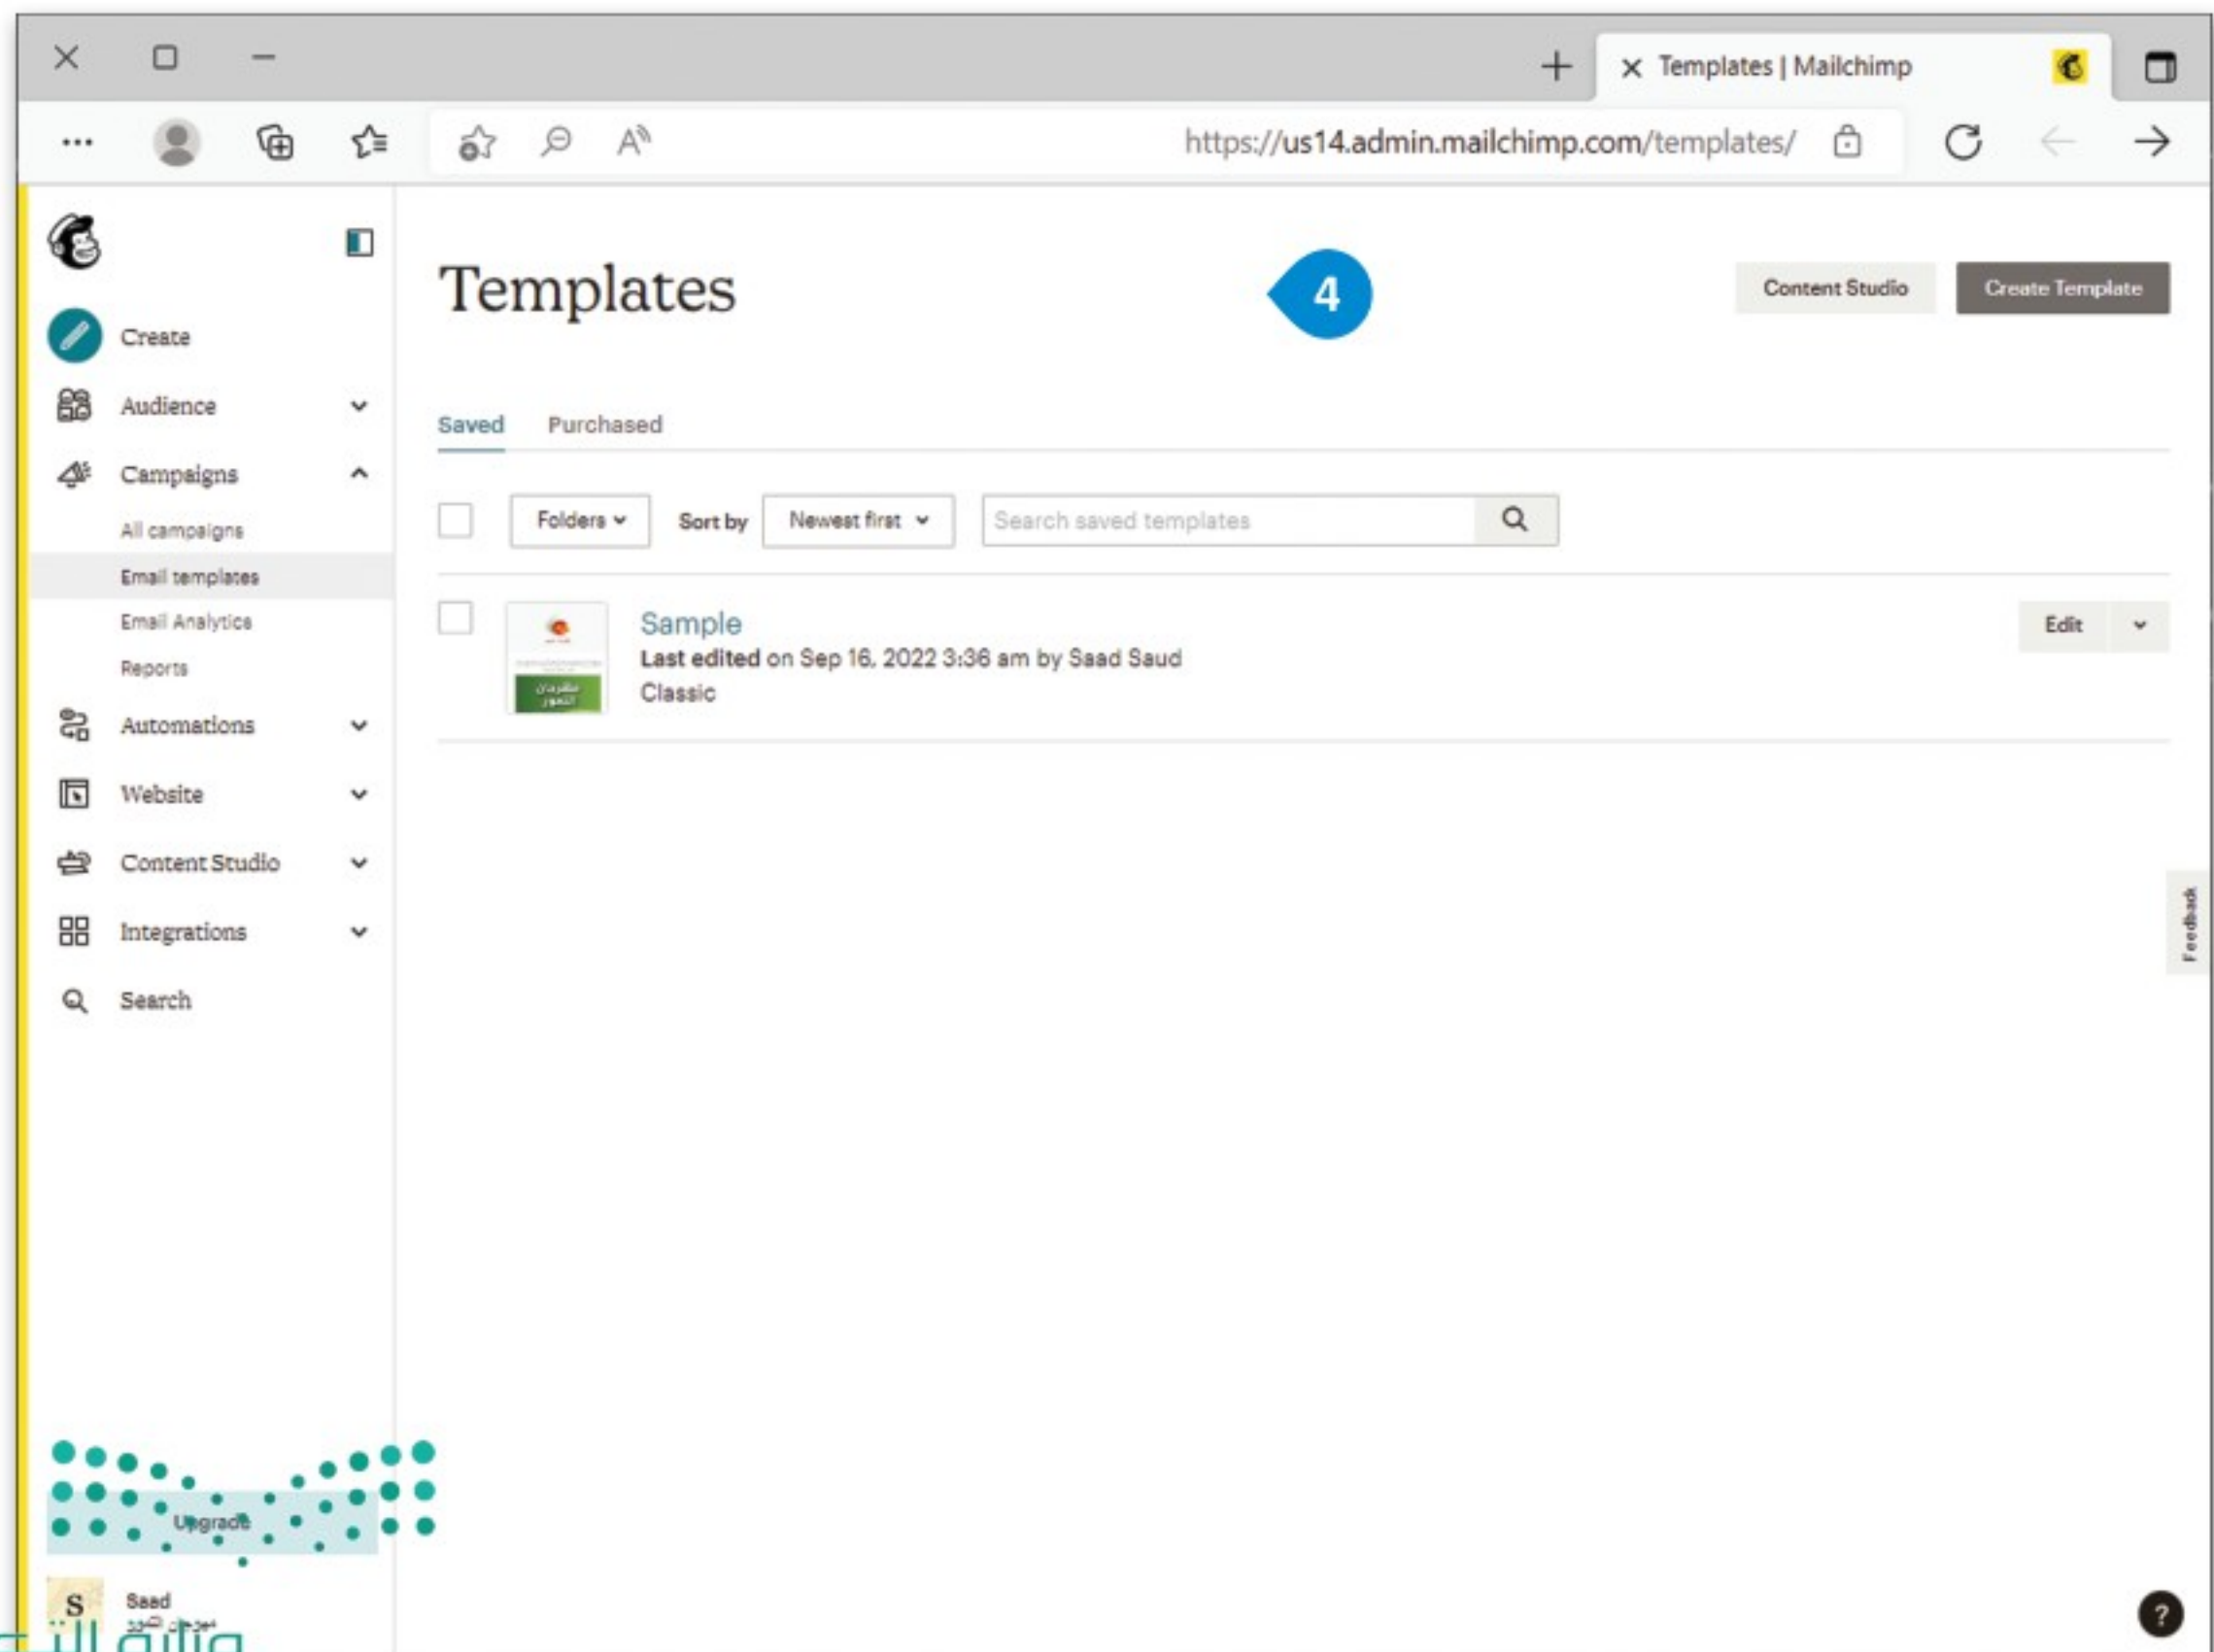 Templates | Mailchimp
https://us14.admin.mailchimp.com/templates/
Templates
4
Content Studio
Create Template
Create
Audience
Campaigns
All campaigns
Email templates
Email Analytics
Reports
Automations
Website
Content Studio
Integrations
Search
Saved
Purchased
Folders
Sort by
Newest first
Search saved templates
مهرجان
التمور
Sample
Last edited on Sep 16, 2022 3:36 am by Saad Saud
Classic
Edit
Feedback
Upgrade
S
Saad
?